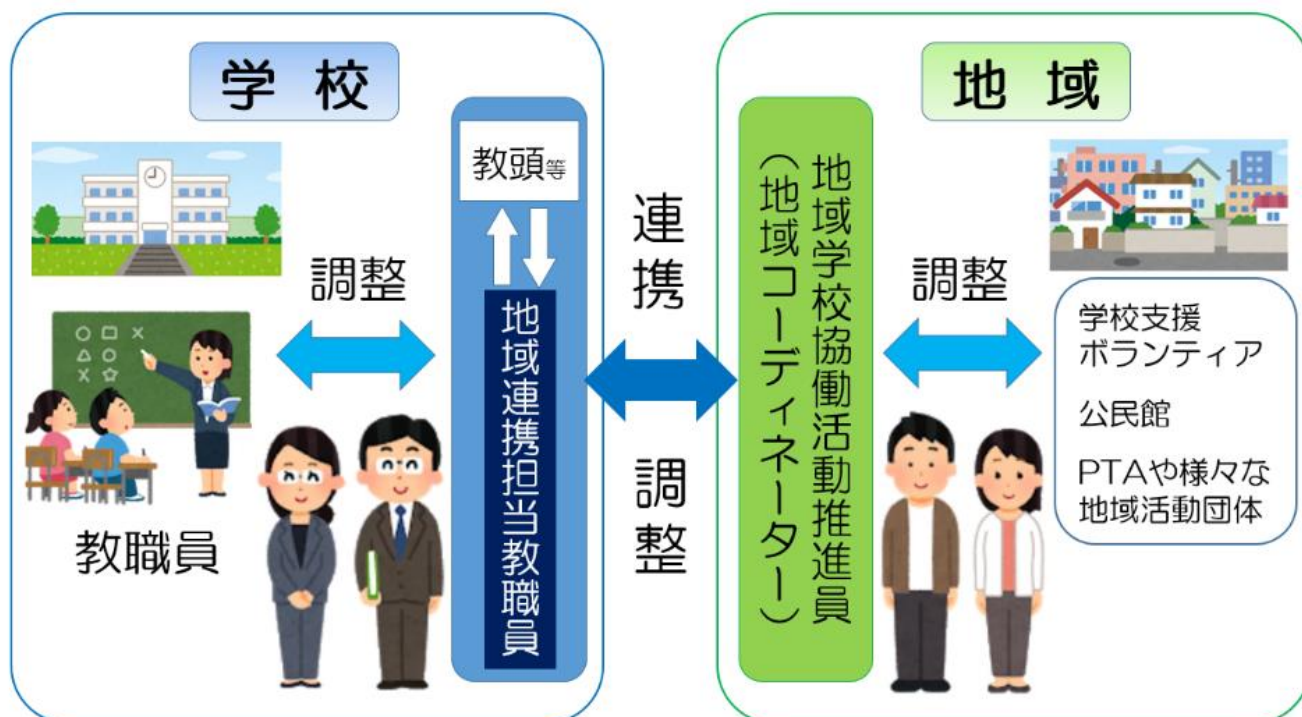 学校
教頭等
地域連携担当教職員
調整
教職員
連携
調整
地域
地域学校協働活動推進員
（地域コーディネーター）
調整
学校支援
ボランティア
公民館
PTAや様々な
地域活動団体